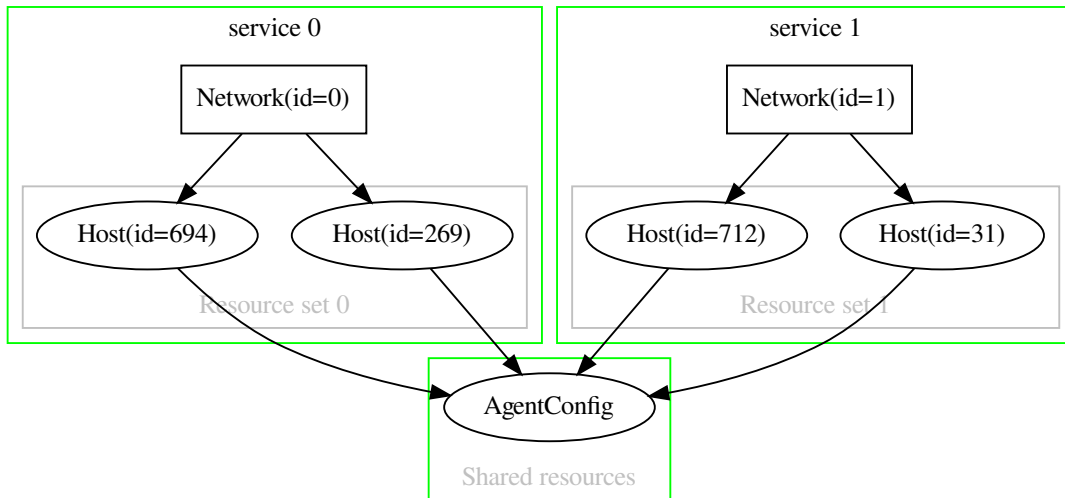 service 0
service 1
Network(id=0)
Network(id=1)
Host(id=694)
Host(id=269)
Host(id=712)
Host(id=31)
Resource set 0
Resource set 1
AgentConfig
Shared resources